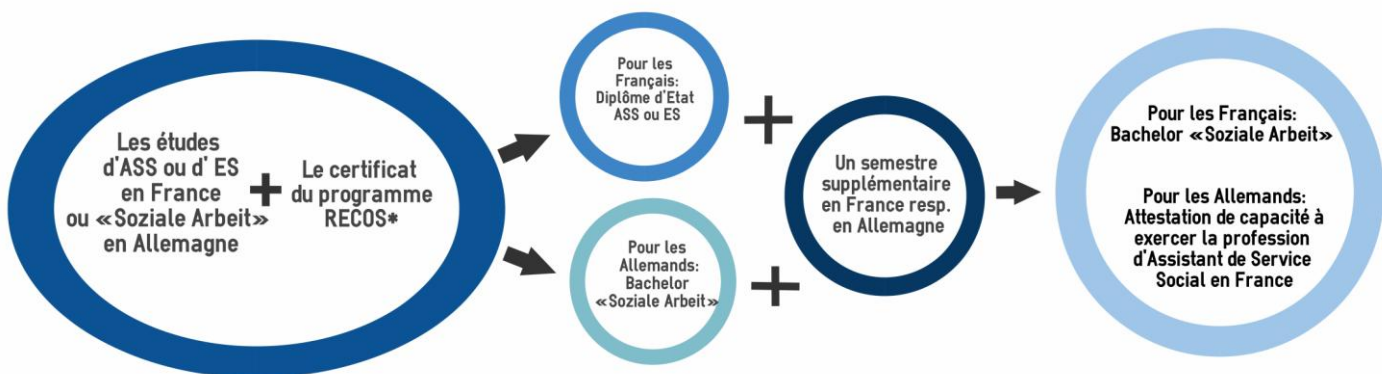 Les études
d'ASS ou d' ES
en France
ou «Soziale Arbeit»
en Allemagne
+
Le certificat
du programme
RECOS*
Pour les
Français:
Diplôme d'Etat
ASS ou ES
+
Pour les
Allemands:
Bachelor
«Soziale Arbeit»
+
Un semestre
supplémentaire
en France resp.
en Allemagne
Pour les Français:
Bachelor «Soziale Arbeit»
Pour les Allemands:
Attestation de capacité à
exercer la profession
d'Assistant de Service
Social en France